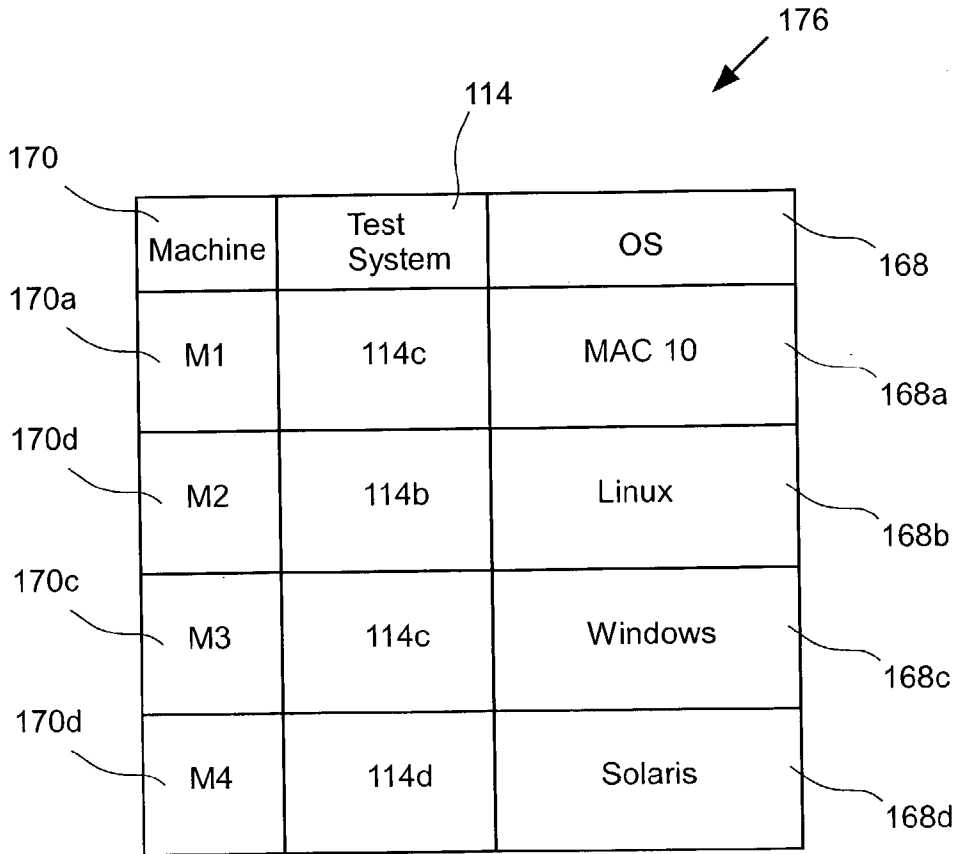 176
114
170
Machine
Test
System
OS
168
170a
M1
114c
MAC 10
168a
170d
M2
114b
Linux
168b
170c
M3
114c
Windows
168c
170d
M4
114d
Solaris
168d